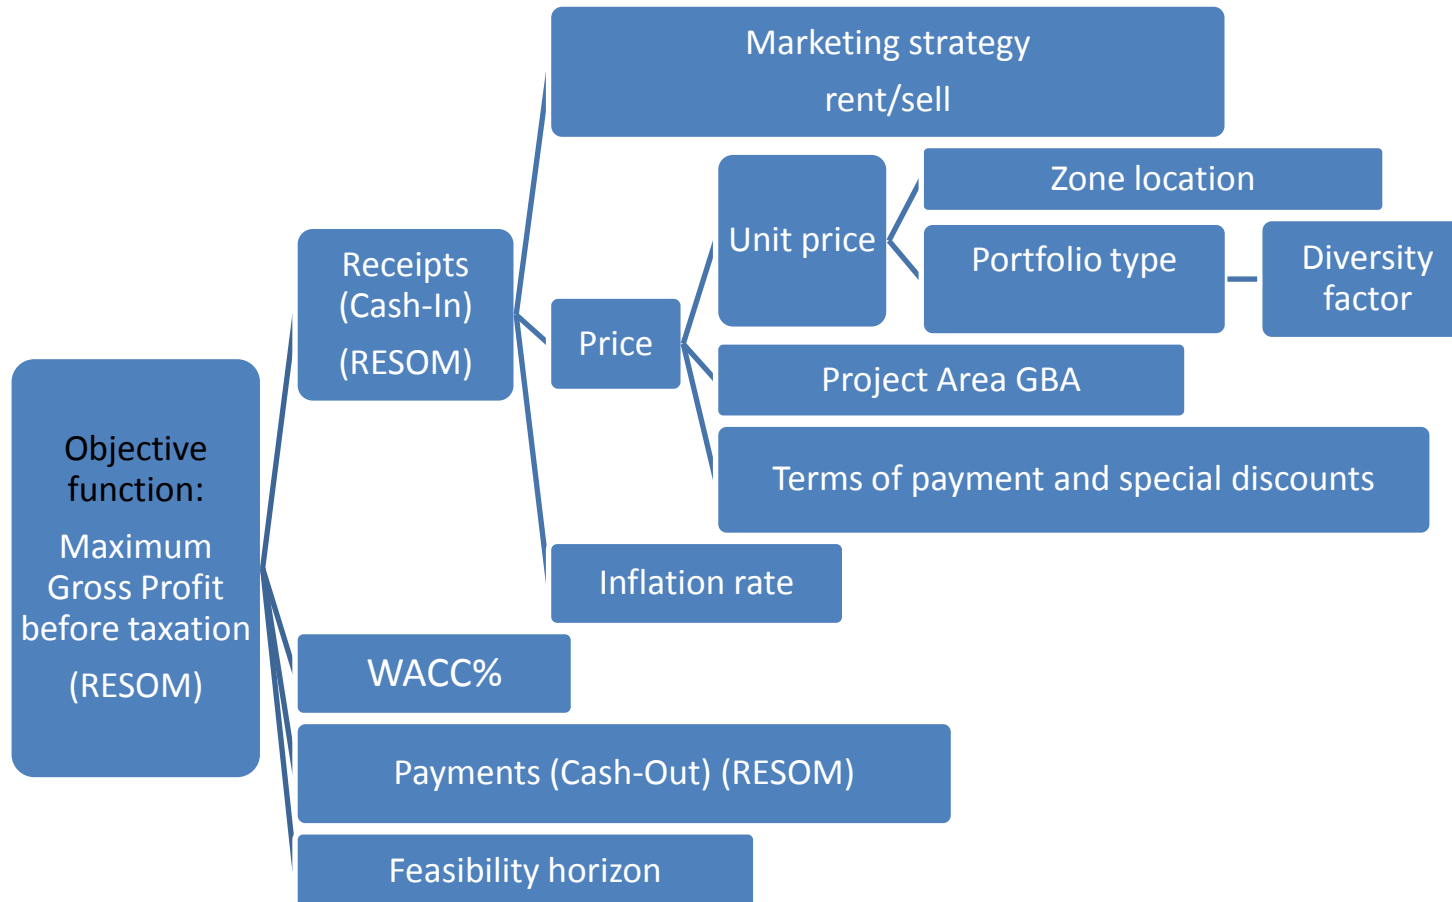 Marketing strategy
rent/sell
Zone location
Unit price
Portfolio type
Diversity
factor
Receipts
(Cash-In)
(RESOM)
Price
Project Area GBA
Terms of payment and special discounts
Objective
function:
Maximum
Gross Profit
before taxation
(RESOM)
Inflation rate
WACC%
Payments (Cash-Out) (RESOM)
Feasibility horizon